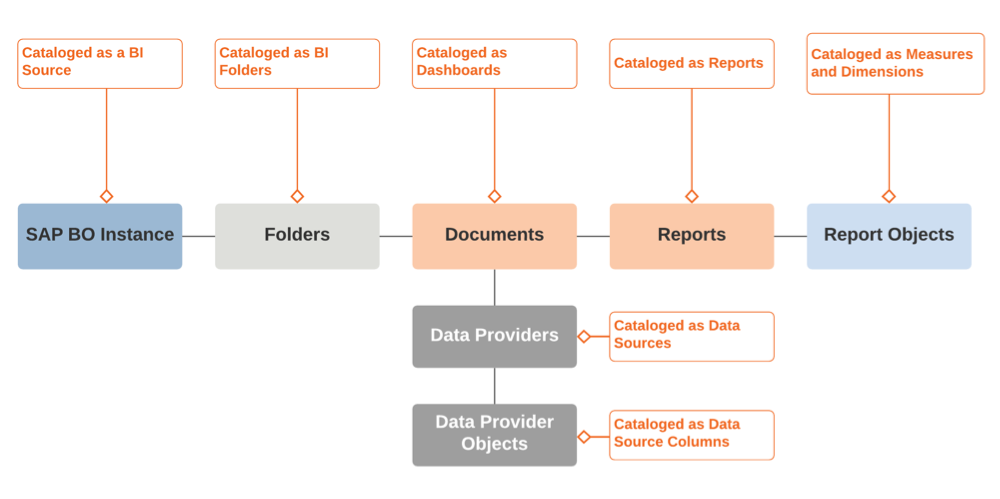 Cataloged as a BI
Source
Cataloged as BI
Folders
Cataloged as
Dashboards
Cataloged as Reports
Cataloged as Measures
and Dimensions
SAP BO Instance
Folders
Documents
Reports
Report Objects
Data Providers
Cataloged as Data
Sources
Data Provider
Objects
Cataloged as Data
Source Columns